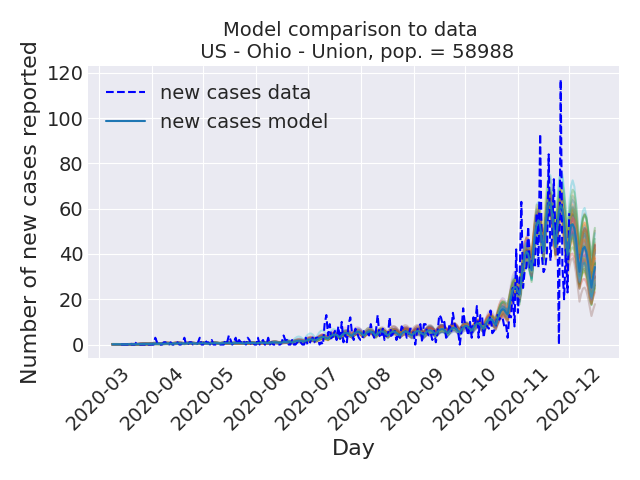 Model comparison to data
US - Ohio - Union, pop. = 58988
Number of new cases reported
120
100
80
60
40
20
0
new cases data
new cases model
2020-03
2020-04
2020-05
2020-06
2020-07
2020-08
2020-09
2020-10
2020-11
2020-12
Day